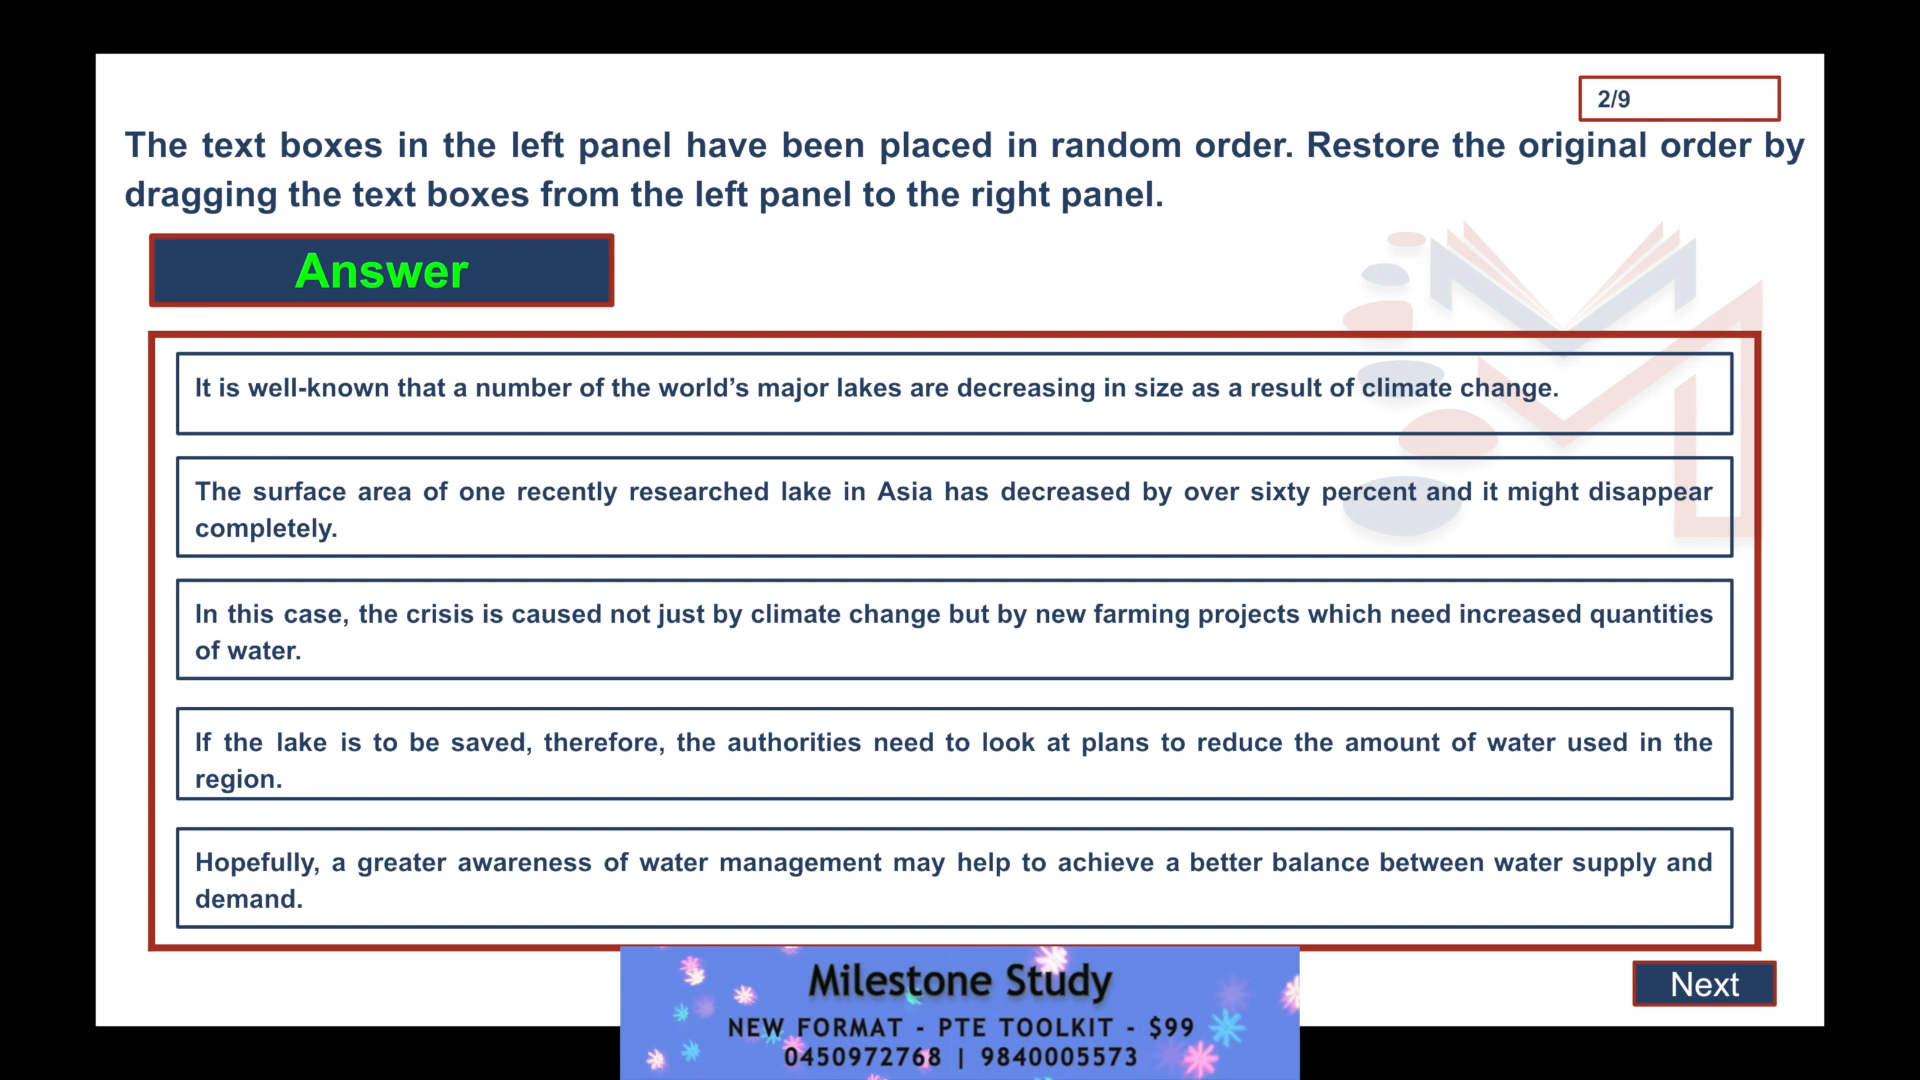 2/9
The text boxes in the left panel have been placed in random order. Restore the original order by
dragging the text boxes from the left panel to the right panel.
Answer
It is well-known that a number of the world’s major lakes are decreasing in size as a result of climate change.
The surface area of one recently researched lake in Asia has decreased by over sixty percent and it might disappear
completely.
In this case, the crisis is caused not just by climate change but by new farming projects which need increased quantities
of water.
If the lake is to be saved, therefore, the authorities need to look at plans to reduce the amount of water used in the
region.
Hopefully, a greater awareness of water management may help to achieve a better balance between water supply and
demand.
Next
Milestone Study
NEW FORMAT - PTE TOOLKIT - $99
0450972768 | 9840005573